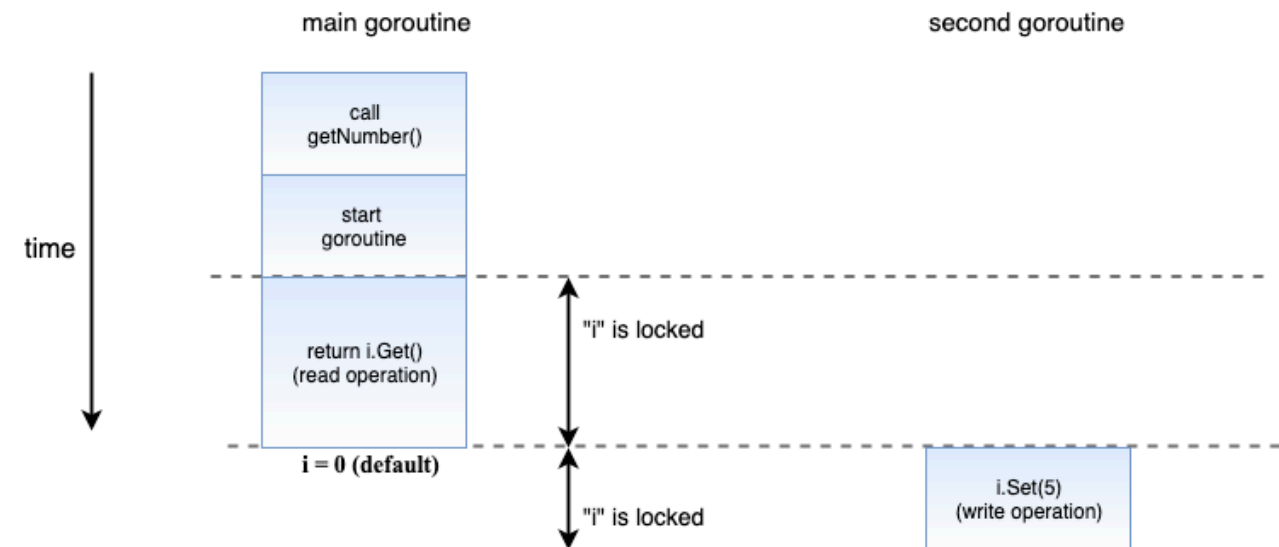 main goroutine
second goroutine
call
getNumber()
start
goroutine
time
"i" is locked
return i.Get()
(read operation)
i = 0 (default)
i.Set(5)
(write operation)
"i" is locked